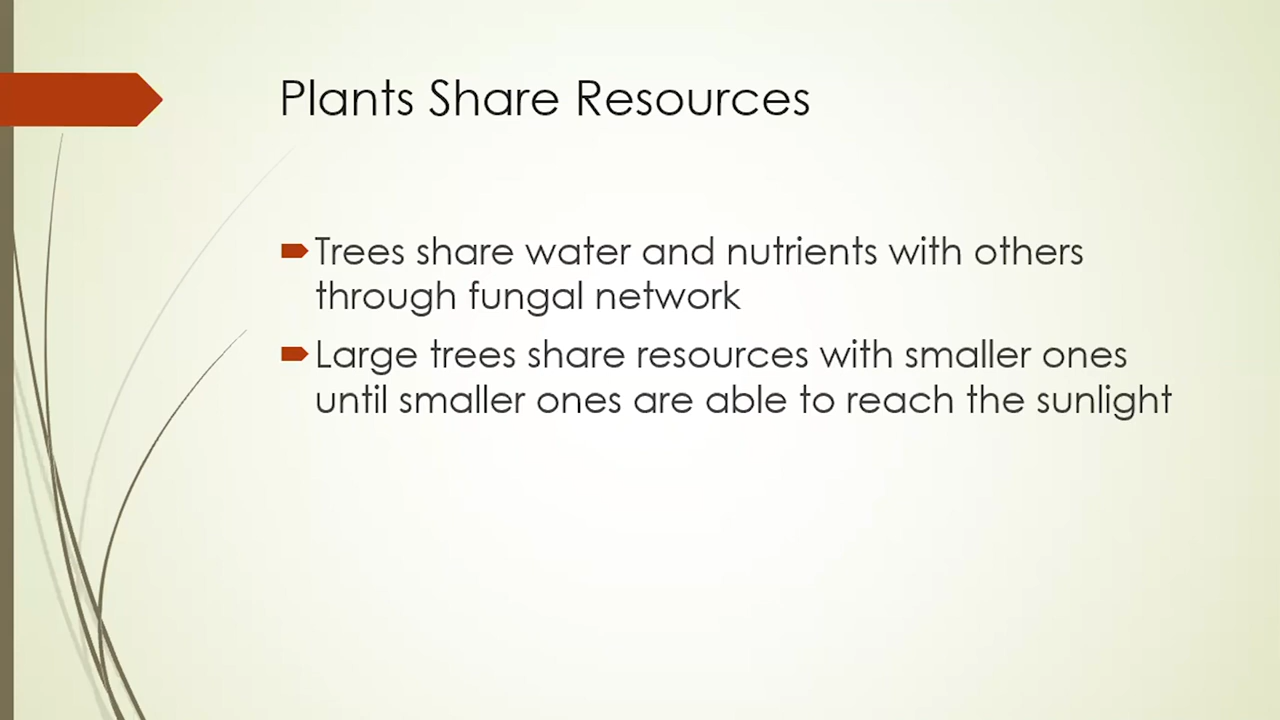 Plants Share Resources
Trees share water and nutrients with others
through fungal network
Large trees share resources with smaller ones
until smaller ones are able to reach the sunlight